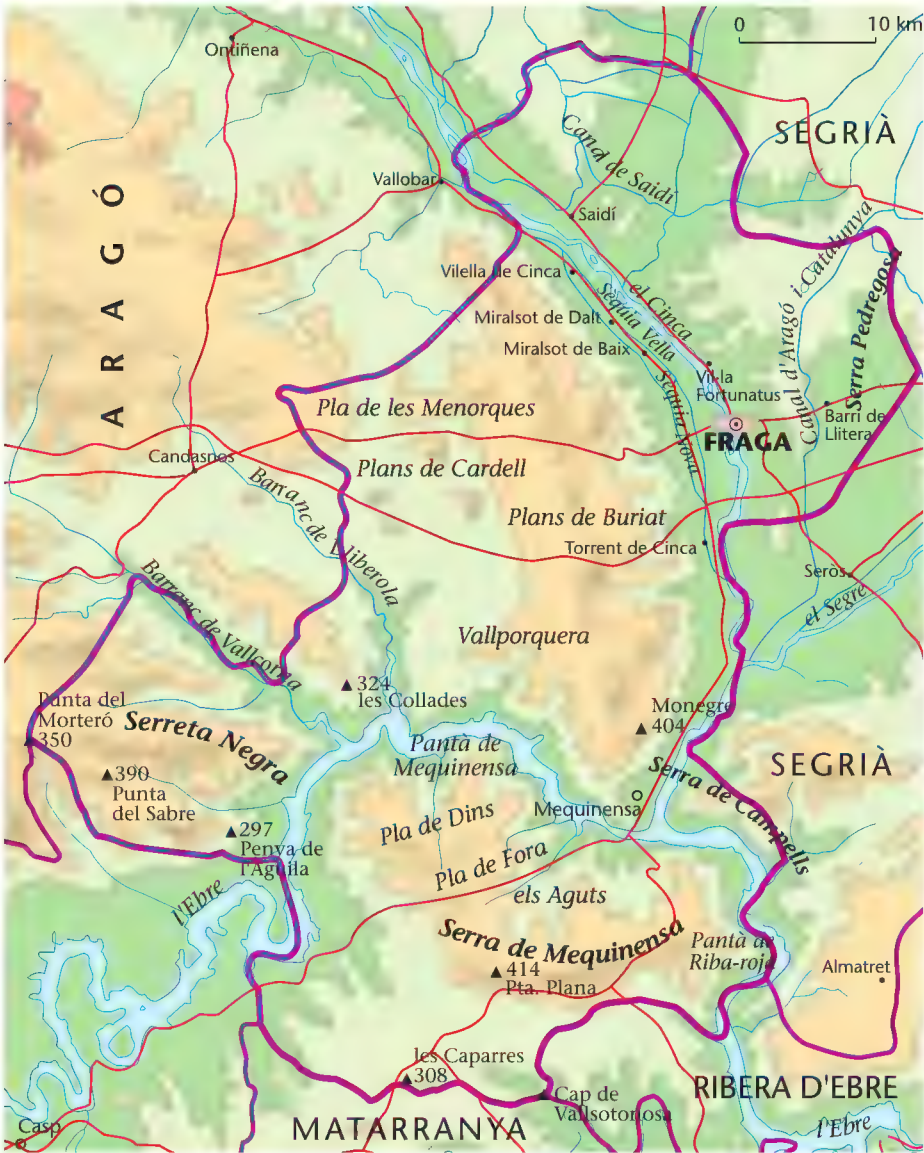 0 10 km
Ontiñena
SEGRIÀ
Canal de Saidí
Vallobar
Saidí
ARAGÓ
Vilella de Cinca
el Cinca
Canal d'Aragó i Catalunya
Serra Pedregosa
Miralsot de Dalt
Sèquia Vella
Miralsot de Baix
Vil·la
Fortunatus
Sèquia Nova
Pla de les Menorques
Barri de
Llitera
FRAGA
Candasnos
Plans de Cardell
Barranc de Lliberola
Plans de Buriat
Torrent de Cinca
Seròs
Barranc de Vallcorna
el Segre
Vallporquera
324
les Collades
Punta del
Morteró
350
Serreta Negra
Monegre
404
Pantà de
Mequinensa
SEGRIÀ
390
Punta
del Sabre
Serra de Campells
Mequinensa
Pla de Dins
297
Penya de
l'Àguila
Pla de Fora
els Aguts
l'Ebre
Serra de Mequinensa
Pantà de
Riba-roja
414
Pta. Plana
Almatret
les Caparres
308
RIBERA D'EBRE
Cap de
Vallsotoriosa
Casp
MATARRANYA
l'Ebre